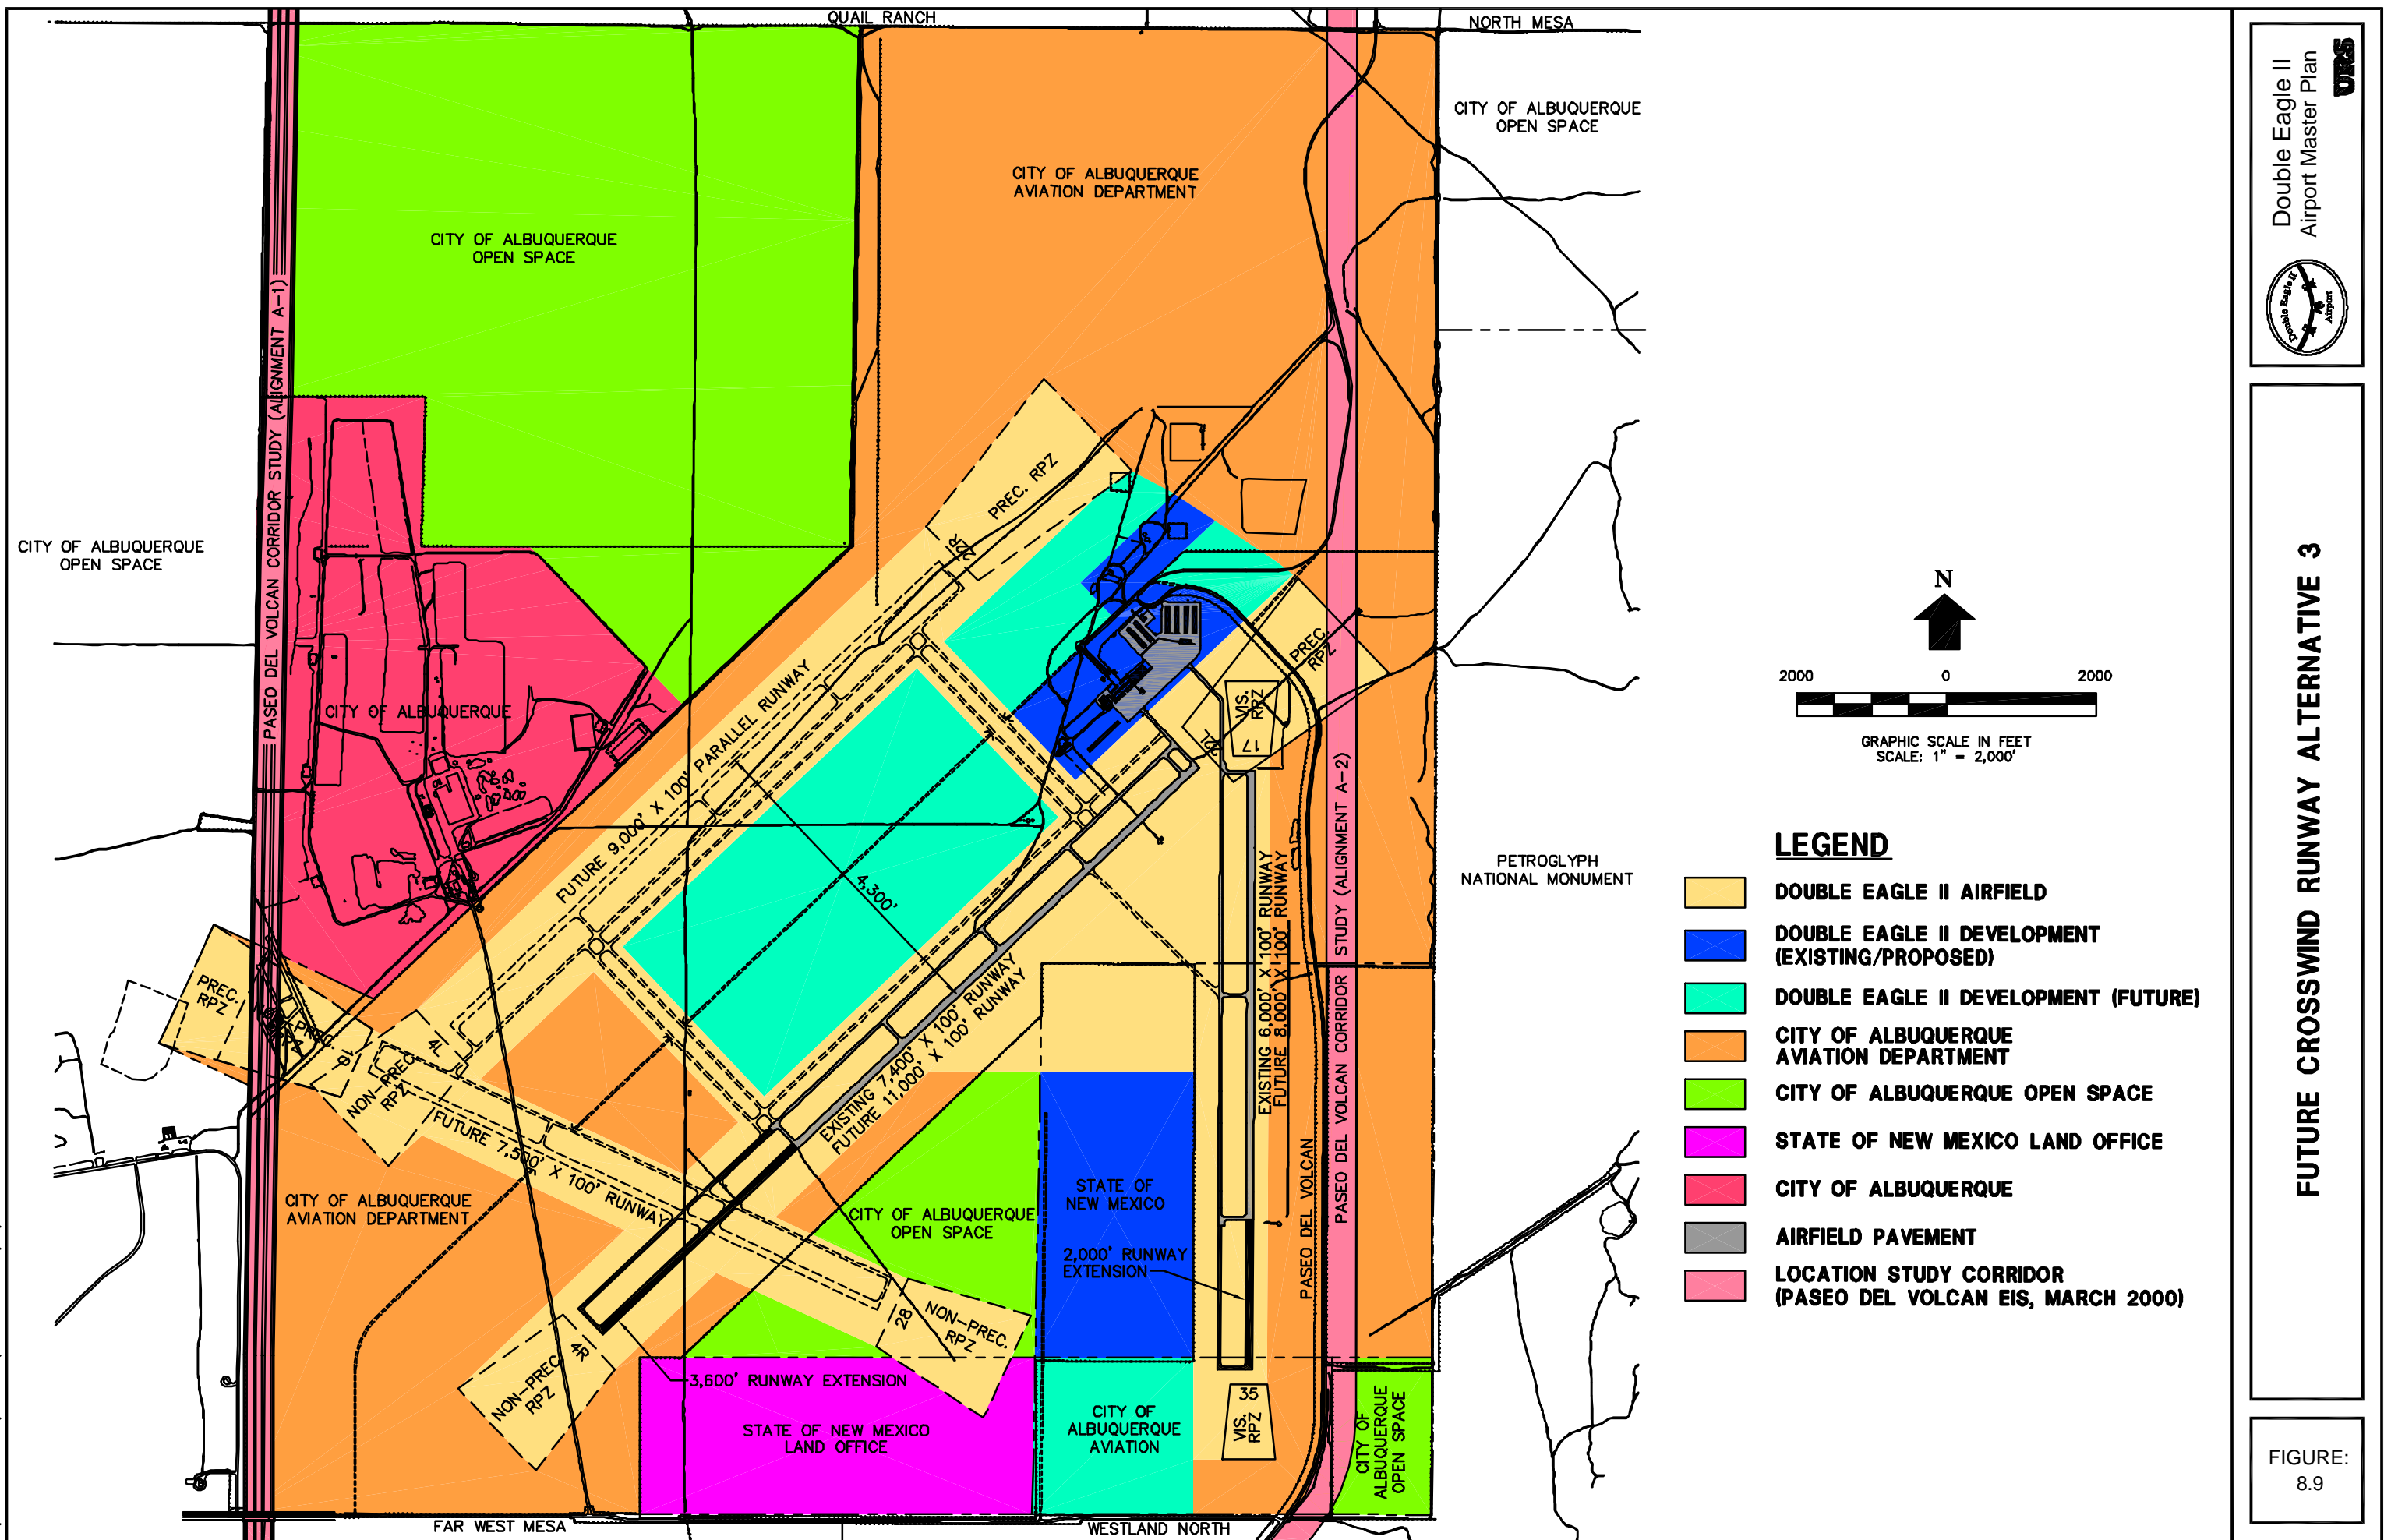 QUAIL RANCH
NORTH MESA
CITY OF ALBUQUERQUE
OPEN SPACE
CITY OF ALBUQUERQUE
AVIATION DEPARTMENT
CITY OF ALBUQUERQUE
OPEN SPACE
CITY OF ALBUQUERQUE
OPEN SPACE
PASEO DEL VOLCAN CORRIDOR STUDY (ALIGNMENT A-1)
PREC. RPZ
22R
CITY OF ALBUQUERQUE
PREC.
RPZ
VIS.
RPZ
17
22L
FUTURE 9,000' X 100' PARALLEL RUNWAY
4,300'
EXISTING 7,400' X 100' RUNWAY
FUTURE 11,000' X 100' RUNWAY
EXISTING 6,000' X 100' RUNWAY
FUTURE 8,000' X 100' RUNWAY
PASEO DEL VOLCAN CORRIDOR STUDY (ALIGNMENT A-2)
PASEO DEL VOLCAN
PETROGLYPH
NATIONAL MONUMENT
PREC.
RPZ
NON-PREC.
RPZ
4L
NON-PREC.
RPZ
FUTURE 7,500' X 100' RUNWAY
CITY OF ALBUQUERQUE
AVIATION DEPARTMENT
CITY OF ALBUQUERQUE
OPEN SPACE
STATE OF
NEW MEXICO
2,000' RUNWAY
EXTENSION
28
NON-PREC.
RPZ
4R
NON-PREC.
RPZ
3,600' RUNWAY EXTENSION
STATE OF NEW MEXICO
LAND OFFICE
CITY OF
ALBUQUERQUE
AVIATION
35
VIS.
RPZ
CITY OF
ALBUQUERQUE
OPEN SPACE
FAR WEST MESA
WESTLAND NORTH
N
2000 0 2000
GRAPHIC SCALE IN FEET
SCALE: 1" = 2,000'
LEGEND
DOUBLE EAGLE II AIRFIELD
DOUBLE EAGLE II DEVELOPMENT
(EXISTING/PROPOSED)
DOUBLE EAGLE II DEVELOPMENT (FUTURE)
CITY OF ALBUQUERQUE
AVIATION DEPARTMENT
CITY OF ALBUQUERQUE OPEN SPACE
STATE OF NEW MEXICO LAND OFFICE
CITY OF ALBUQUERQUE
AIRFIELD PAVEMENT
LOCATION STUDY CORRIDOR
(PASEO DEL VOLCAN EIS, MARCH 2000)
Double Eagle II
Airport Master Plan
URS
Double Eagle II
Airport
FUTURE CROSSWIND RUNWAY ALTERNATIVE 3
FIGURE:
8.9